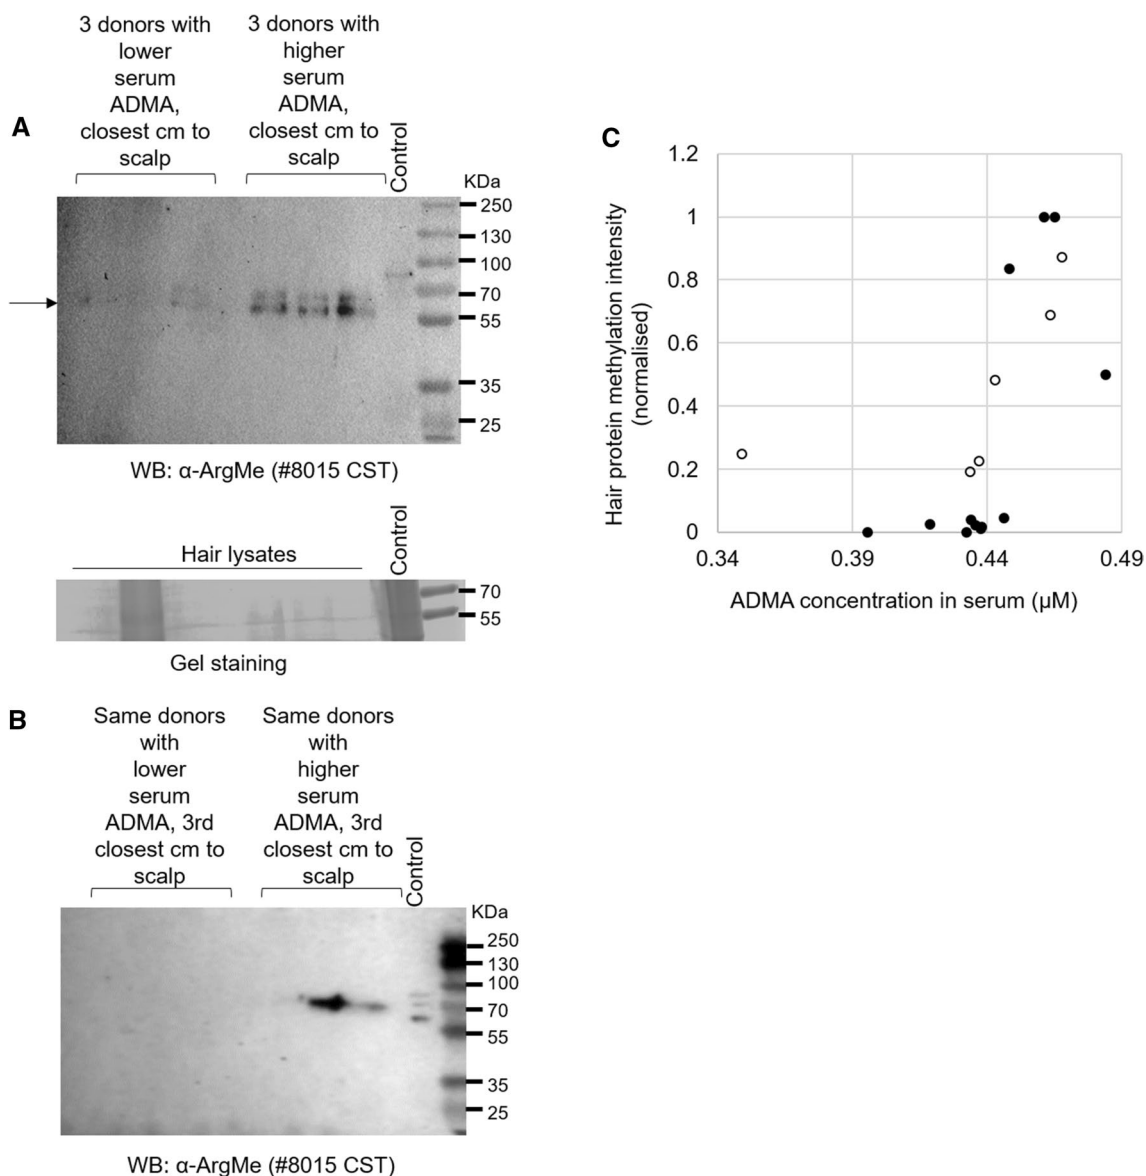 A
3 donors with
lower
serum
ADMA,
closest cm to
scalp
3 donors with
higher
serum
ADMA,
closest cm to
scalp
Control
KDa
250
130
100
70
55
35
25
WB: α-ArgMe (#8015 CST)
Hair lysates
Control
70
55
Gel staining
B
Same donors
with
lower
serum
ADMA, 3rd
closest cm to
scalp
Same donors
with
higher
serum
ADMA, 3rd
closest cm to
scalp
Control
KDa
250
130
100
70
55
35
25
WB: α-ArgMe (#8015 CST)
C
Hair protein methylation intensity
(normalised)
1.2
1
0.8
0.6
0.4
0.2
0
0.34 0.39 0.44 0.49
ADMA concentration in serum (µM)